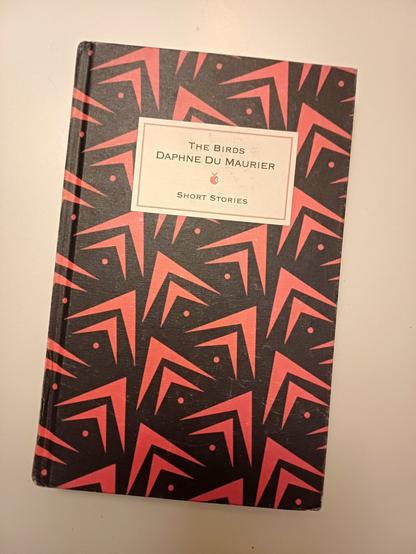 The Birds
Daphne Du Maurier
Short Stories